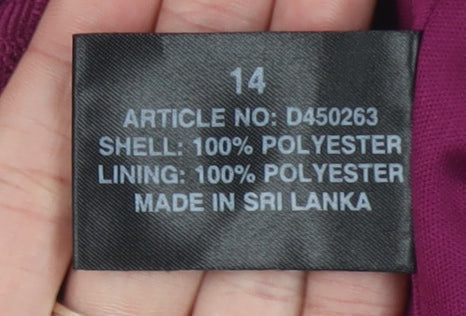 14
ARTICLE NO: D450263
SHELL: 100% POLYESTER
LINING: 100% POLYESTER
MADE IN SRI LANKA